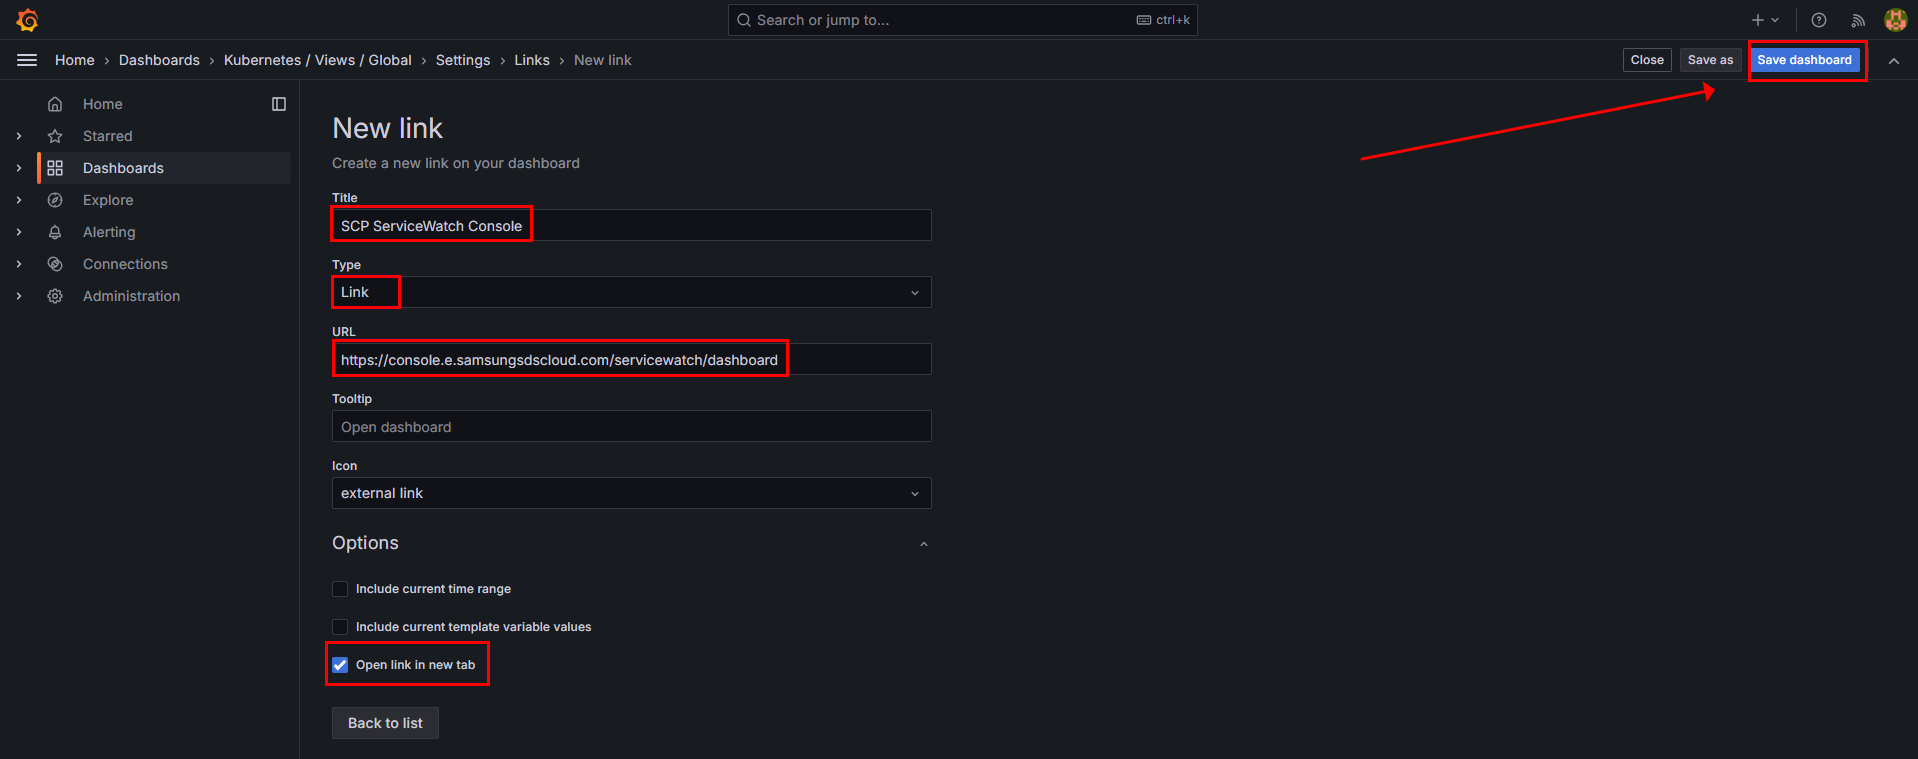 Search or jump to...
ctrl+k
Home › Dashboards › Kubernetes / Views / Global › Settings › Links › New link
Close
Save as
Save dashboard
Home
Starred
Dashboards
Explore
Alerting
Connections
Administration
New link
Create a new link on your dashboard
Title
SCP ServiceWatch Console
Type
Link
URL
https://console.e.samsungsdscloud.com/servicewatch/dashboard
Tooltip
Open dashboard
Icon
external link
Options
Include current time range
Include current template variable values
Open link in new tab
Back to list